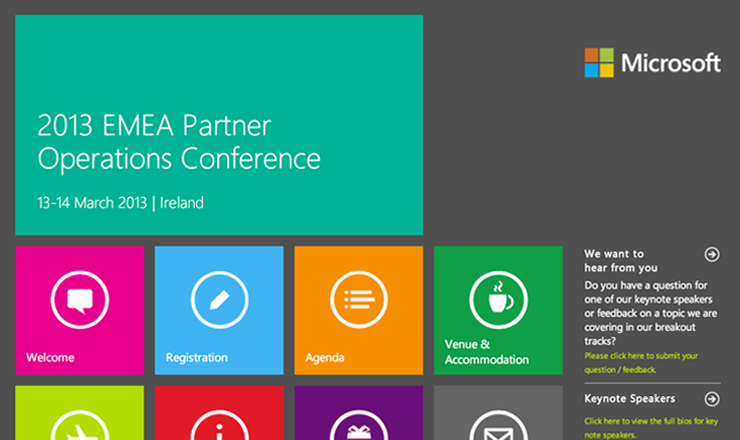 2013 EMEA Partner
Operations Conference
13-14 March 2013 | Ireland
Microsoft
Welcome
Registration
Agenda
Venue &
Accommodation
We want to
hear from you
Do you have a question for
one of our keynote speakers
or feedback on a topic we are
covering in our breakout
tracks?
Please click here to submit your
question / feedback.
Keynote Speakers
Click here to view the full bios for key
note speakers.